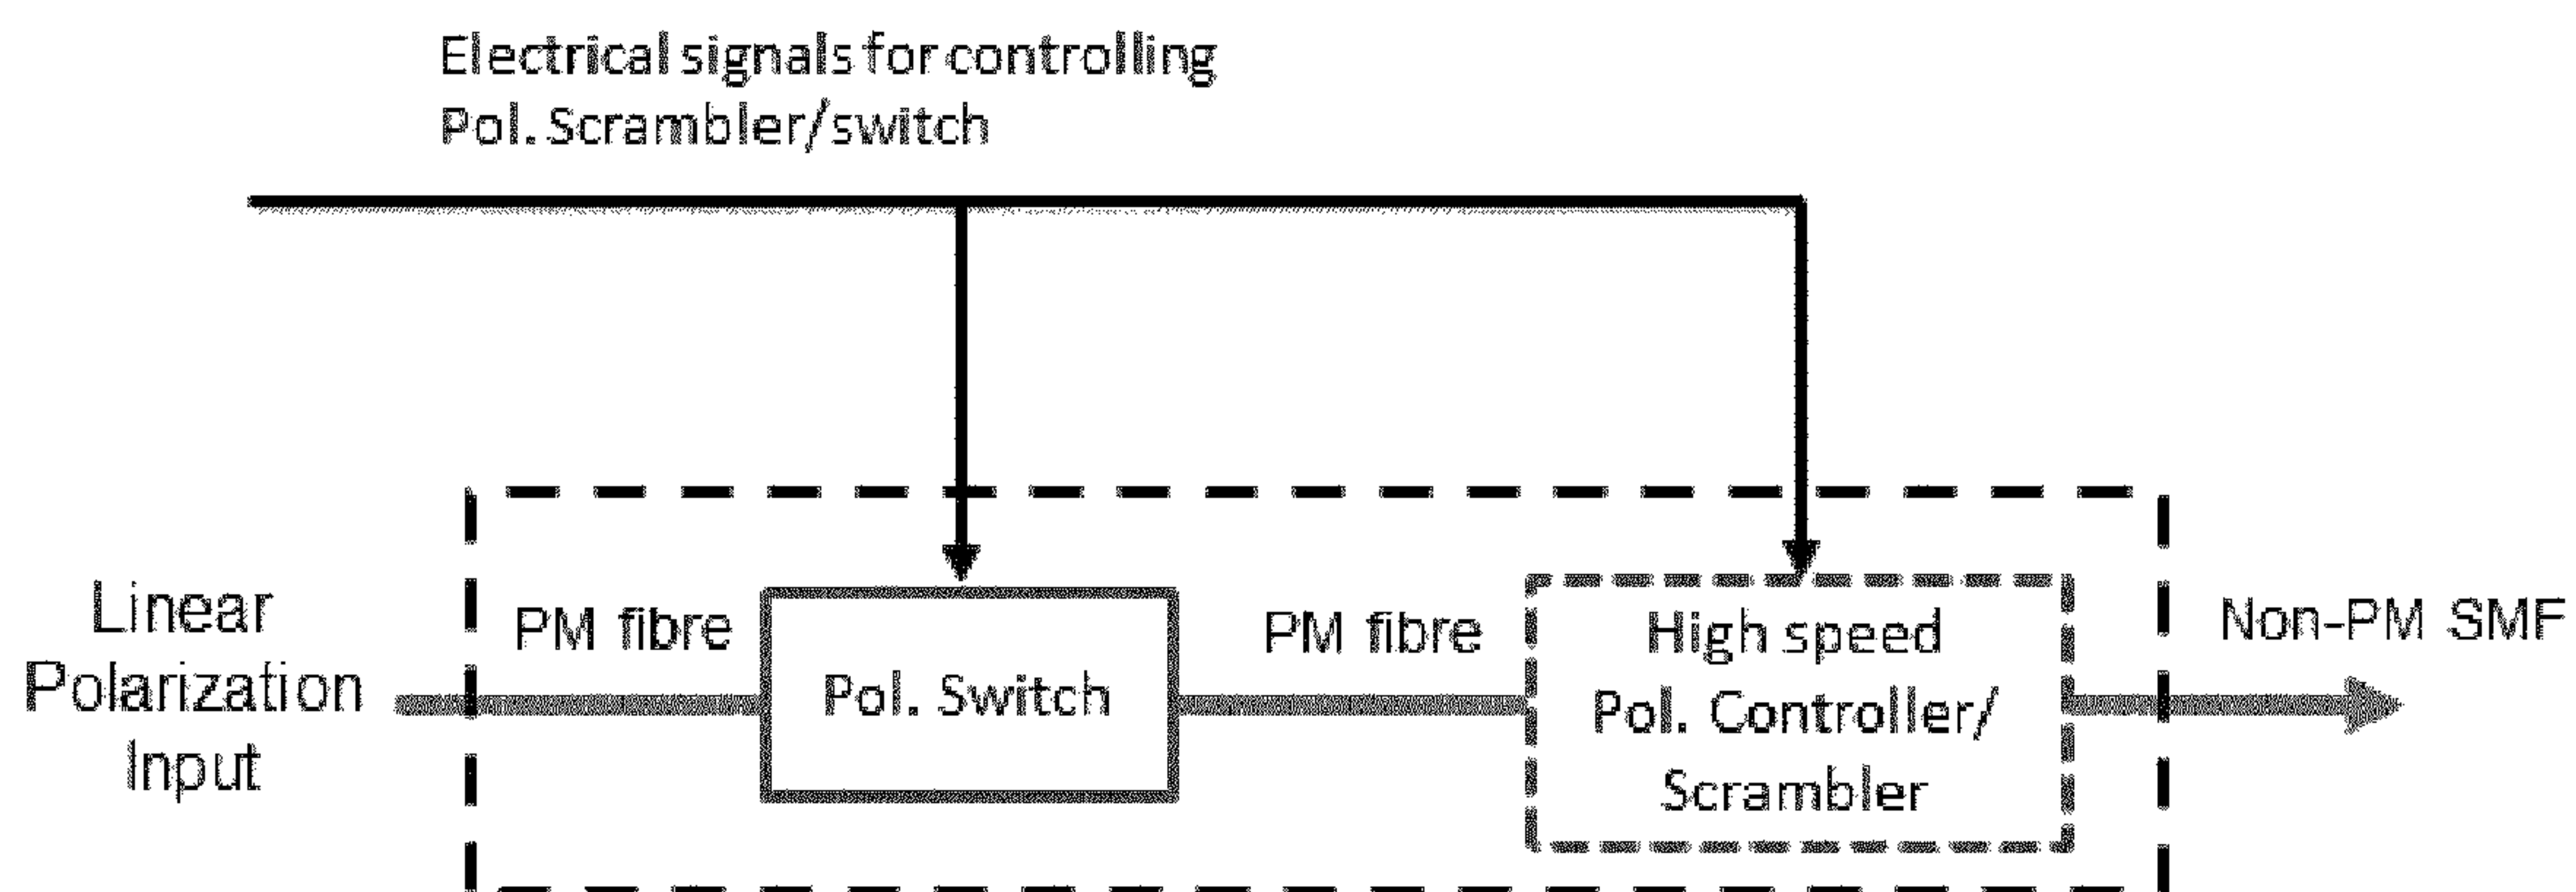 Electrical signals for controlling
Pol. Scrambler/switch
Linear
Polarization
Input
PM fibre
Pol. Switch
PM fibre
High speed
Pol. Controller/
Scrambler
Non-PM SMF